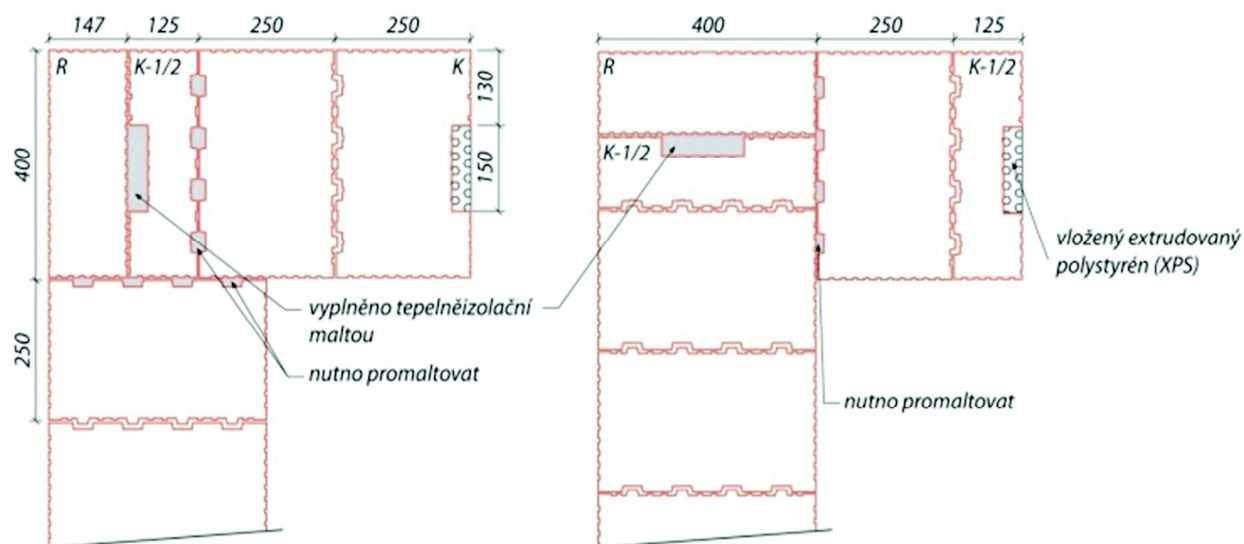 147 125 250 250
400 250 125
R K-1/2 K
R K-1/2
130
400
150
K-1/2
vložený extrudovaný
polystyrén (XPS)
vyplněno tepelněizolační
maltou
250
nutno promaltovat
nutno promaltovat